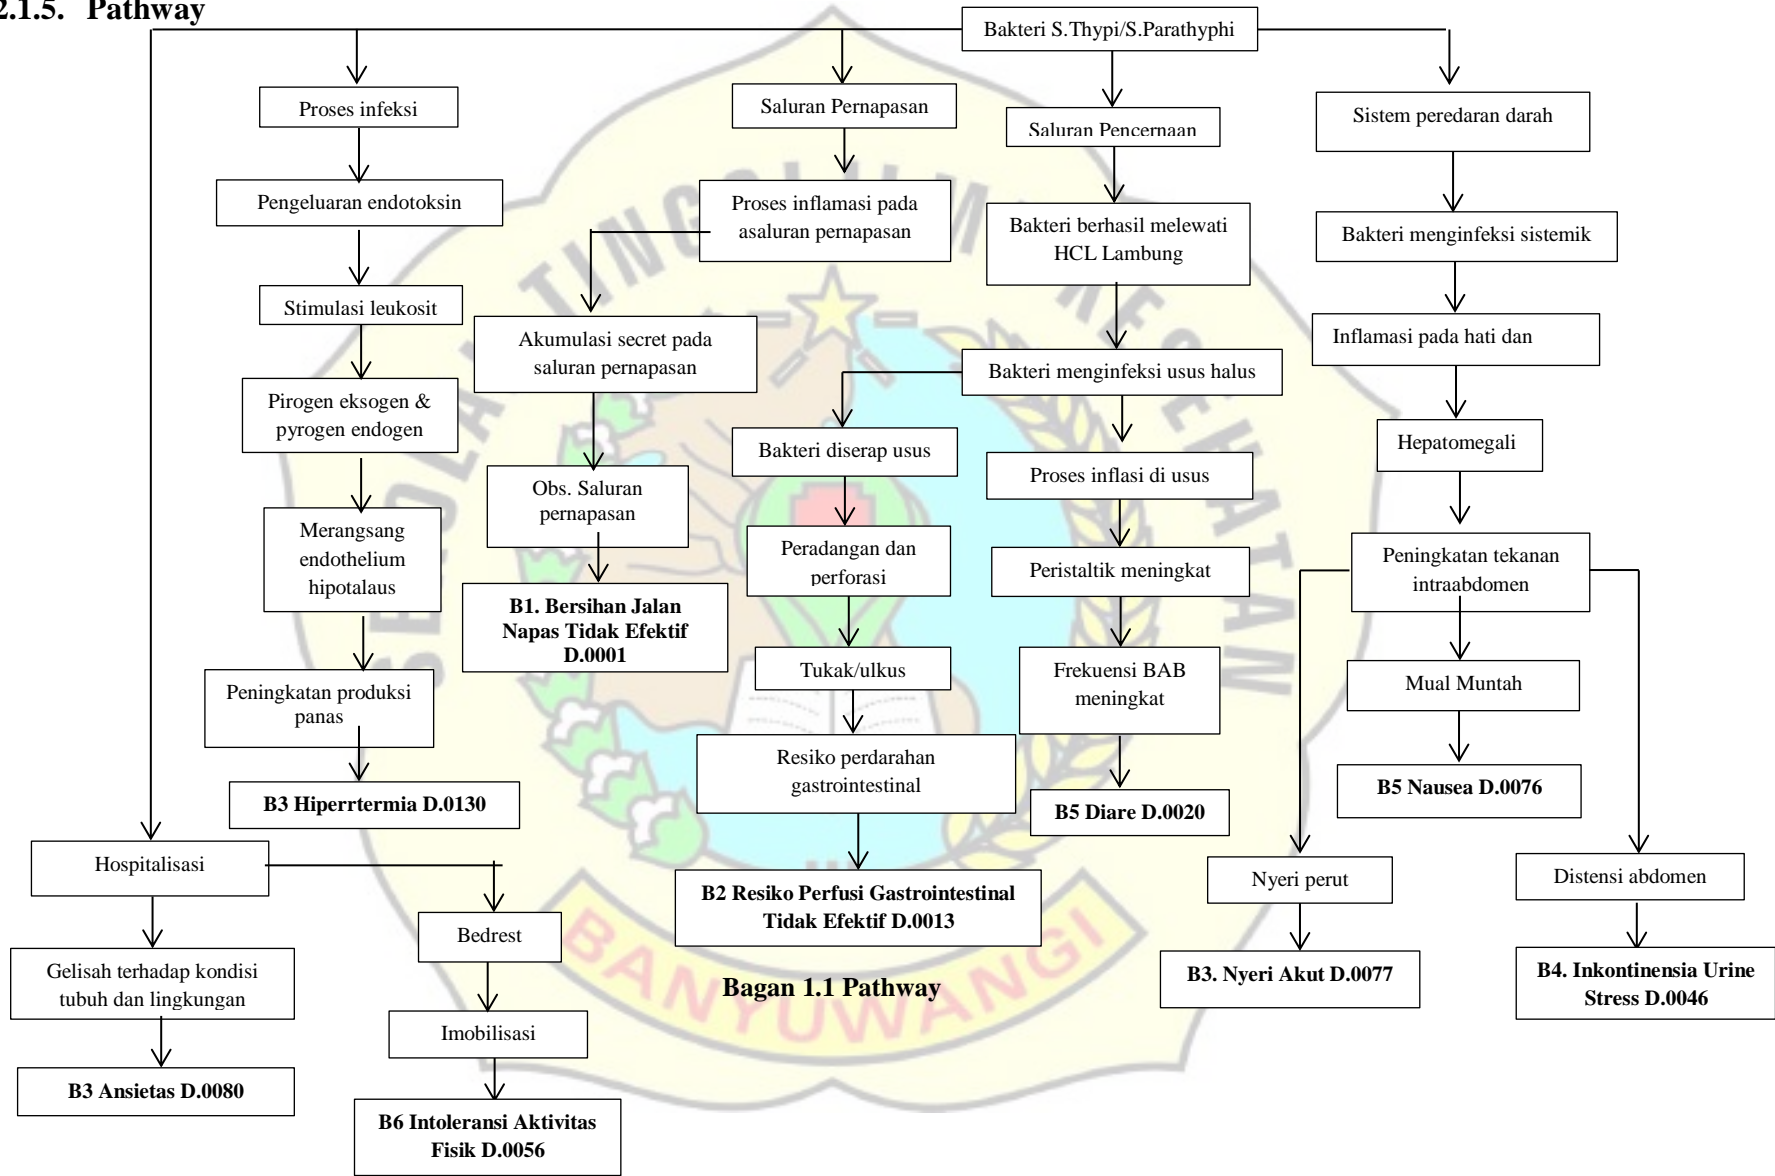 2.1.5. Pathway
Bakteri S.Thypi/S.Parathyphi
Proses infeksi
Pengeluaran endotoksin
Stimulasi leukosit
Pirogen eksogen &
pyrogen endogen
Merangsang
endothelium
hipotalaus
Peningkatan produksi
panas
B3 Hiperrtermia D.0130
Saluran Pernapasan
Proses inflamasi pada
asaluran pernapasan
Akumulasi secret pada
saluran pernapasan
Obs. Saluran
pernapasan
B1. Bersihan Jalan
Napas Tidak Efektif
D.0001
Saluran Pencernaan
Bakteri berhasil melewati
HCL Lambung
Bakteri menginfeksi usus halus
Bakteri diserap usus
Peradangan dan
perforasi
Tukak/ulkus
Resiko perdarahan
gastrointestinal
B2 Resiko Perfusi Gastrointestinal
Tidak Efektif D.0013
Proses inflasi di usus
Peristaltik meningkat
Frekuensi BAB
meningkat
B5 Diare D.0020
Sistem peredaran darah
Bakteri menginfeksi sistemik
Inflamasi pada hati dan
Hepatomegali
Peningkatan tekanan
intraabdomen
Mual Muntah
B5 Nausea D.0076
Nyeri perut
B3. Nyeri Akut D.0077
Distensi abdomen
B4. Inkontinensia Urine
Stress D.0046
Hospitalisasi
Gelisah terhadap kondisi
tubuh dan lingkungan
B3 Ansietas D.0080
Bedrest
Imobilisasi
B6 Intoleransi Aktivitas
Fisik D.0056
Bagan 1.1 Pathway
BANYUWANGI